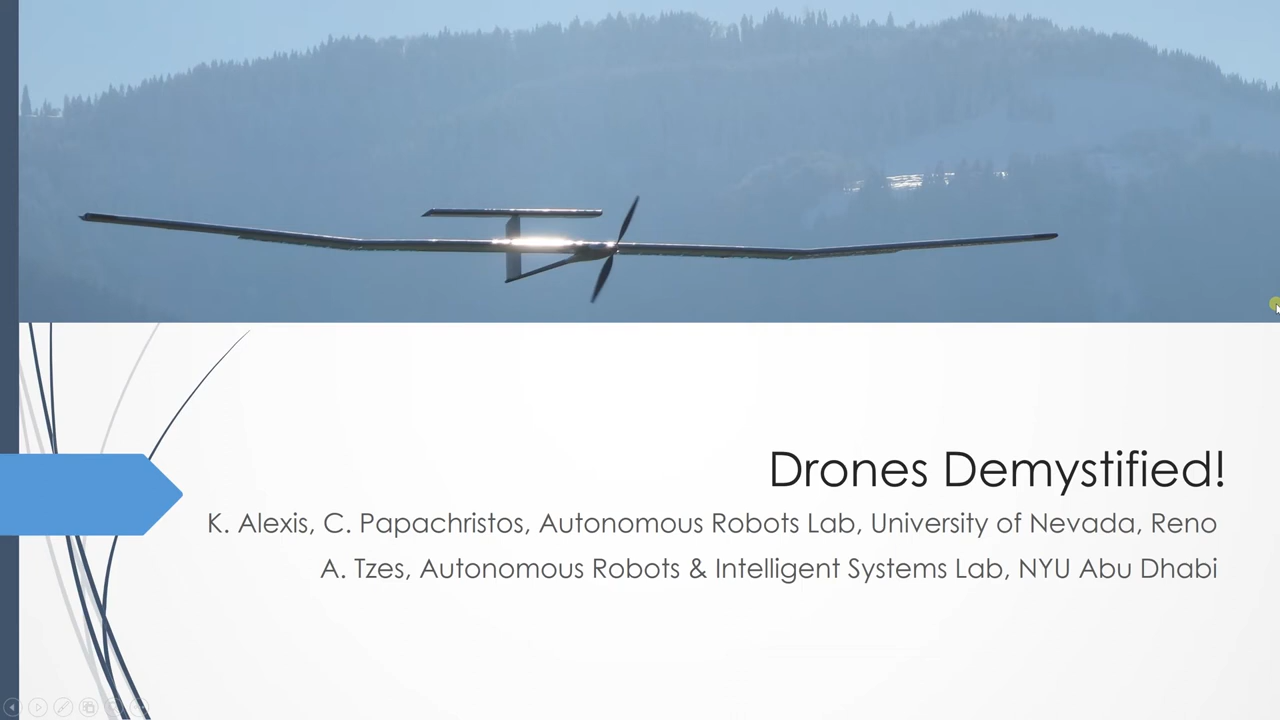 Drones Demystified!
K. Alexis, C. Papachristos, Autonomous Robots Lab, University of Nevada, Reno
A. Tzes, Autonomous Robots & Intelligent Systems Lab, NYU Abu Dhabi